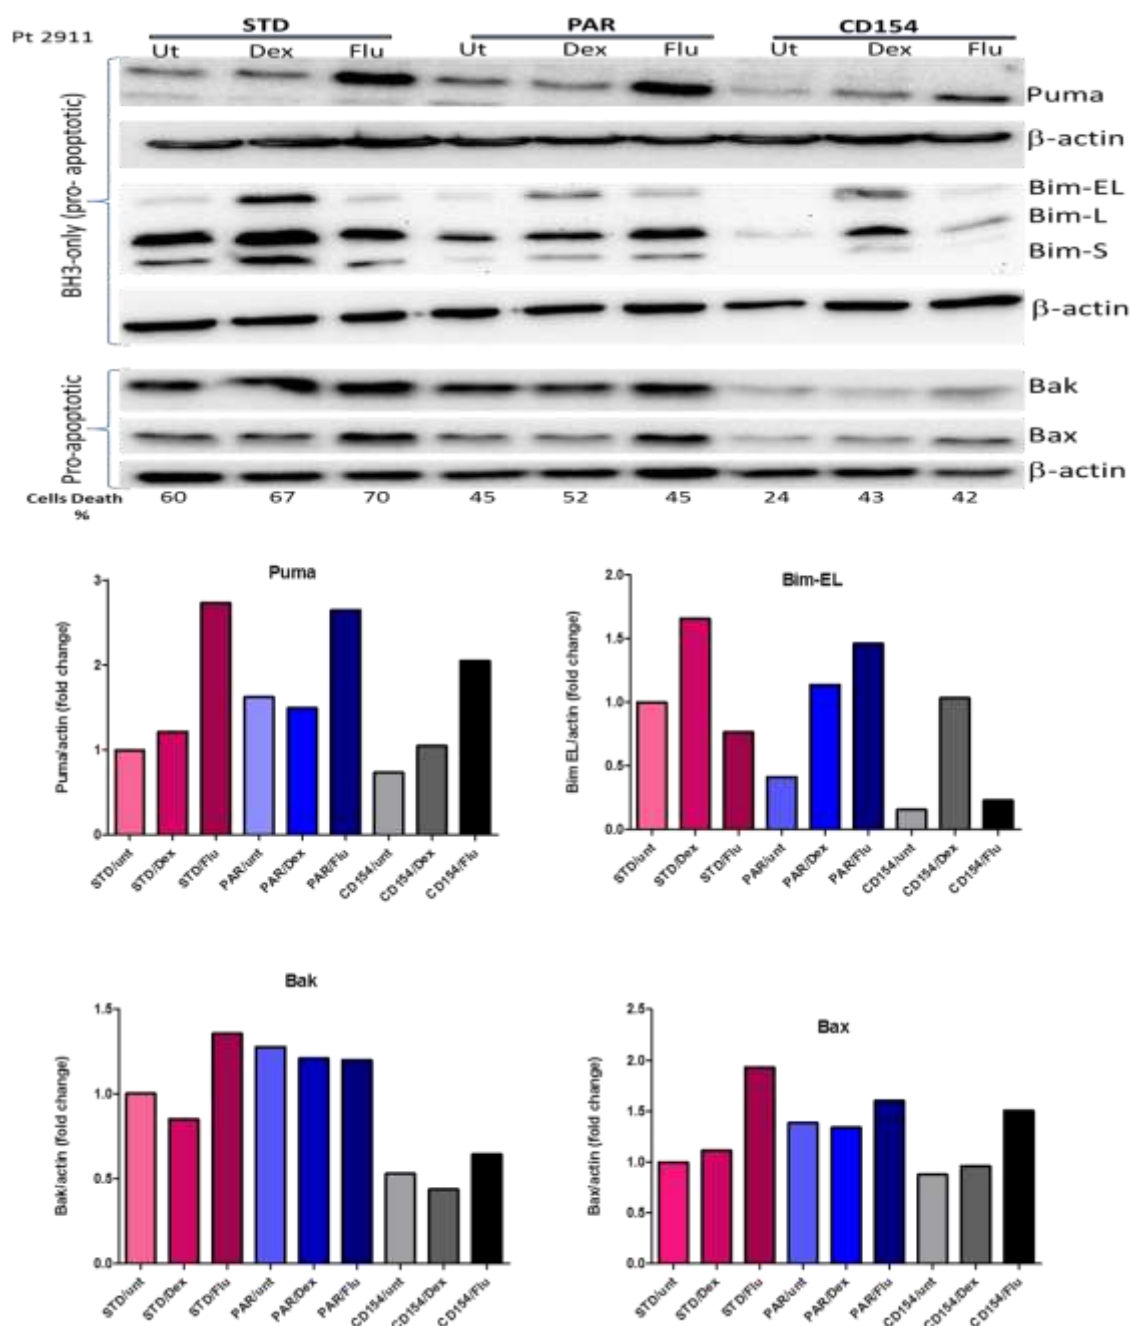 STD PAR CD154
Pt 2911
Ut Dex Flu Ut Dex Flu Ut Dex Flu
BH3-only (pro- apoptotic)
Puma
β-actin
Bim-EL
Bim-L
Bim-S
β-actin
Pro-apoptotic
Bak
Bax
β-actin
Cells Death 60 67 70 45 52 45 24 43 42
%
Puma
Puma/actin (fold change)
3
2
1
0
STD/unt STD/Dex STD/Flu PAR/unt PAR/Dex PAR/Flu CD154/unt CD154/Dex CD154/Flu
Bim-EL
Bim EL/actin (fold change)
2.0
1.5
1.0
0.5
0.0
STD/unt STD/Dex STD/Flu PAR/unt PAR/Dex PAR/Flu CD154/unt CD154/Dex CD154/Flu
Bak
Bak/actin (fold change)
1.5
1.0
0.5
0.0
STD/unt STD/Dex STD/Flu PAR/unt PAR/Dex PAR/Flu CD154/unt CD154/Dex CD154/Flu
Bax
Bax/actin (fold change)
2.5
2.0
1.5
1.0
0.5
0.0
STD/unt STD/Dex STD/Flu PAR/unt PAR/Dex PAR/Flu CD154/unt CD154/Dex CD154/Flu